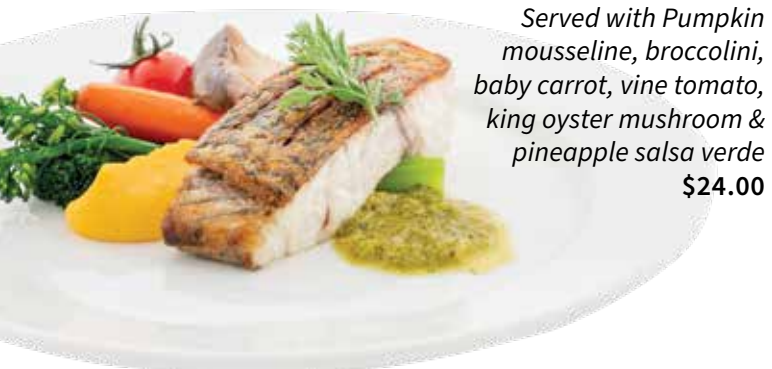 Served with Pumpkin
mousseline, broccolini,
baby carrot, vine tomato,
king oyster mushroom &
pineapple salsa verde
$24.00